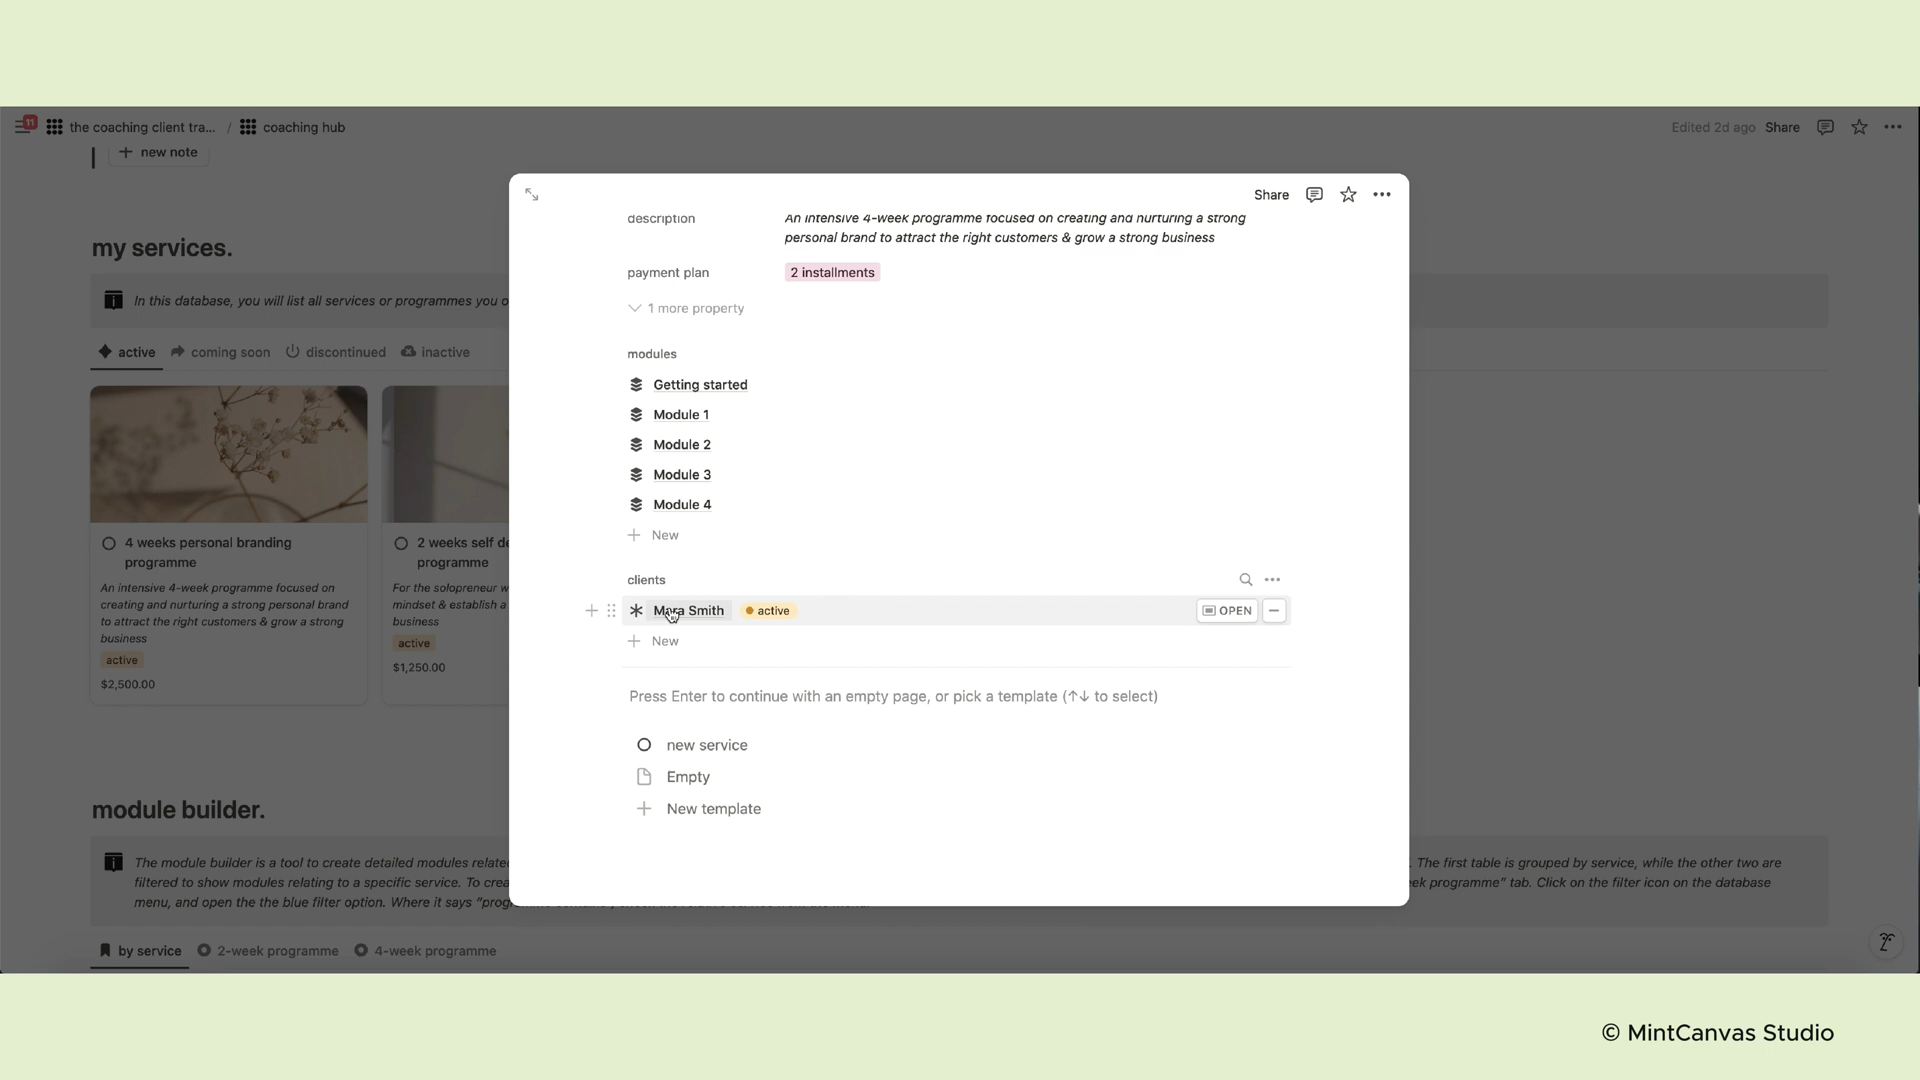 11
the coaching client tra... / coaching hub
Edited 2d ago Share
new note
my services.
In this database, you will list all services or programmes you o
active coming soon discontinued inactive
4 weeks personal branding
programme
An intensive 4-week programme focused on
creating and nurturing a strong personal brand
to attract the right customers & grow a strong
business
active
$2,500.00
2 weeks self de
programme
For the solopreneur w
mindset & establish a
business
active
$1,250.00
module builder.
The module builder is a tool to create detailed modules relate
. The first table is grouped by service, while the other two are
filtered to show modules relating to a specific service. To crea
ek programme" tab. Click on the filter icon on the database
menu, and open the the blue filter option. Where it says "prog
by service 2-week programme 4-week programme
Share
description
An intensive 4-week programme focused on creating and nurturing a strong
personal brand to attract the right customers & grow a strong business
payment plan 2 installments
1 more property
modules
Getting started
Module 1
Module 2
Module 3
Module 4
New
clients
Smith active OPEN
New
Press Enter to continue with an empty page, or pick a template (↑↓ to select)
new service
Empty
New template
© MintCanvas Studio